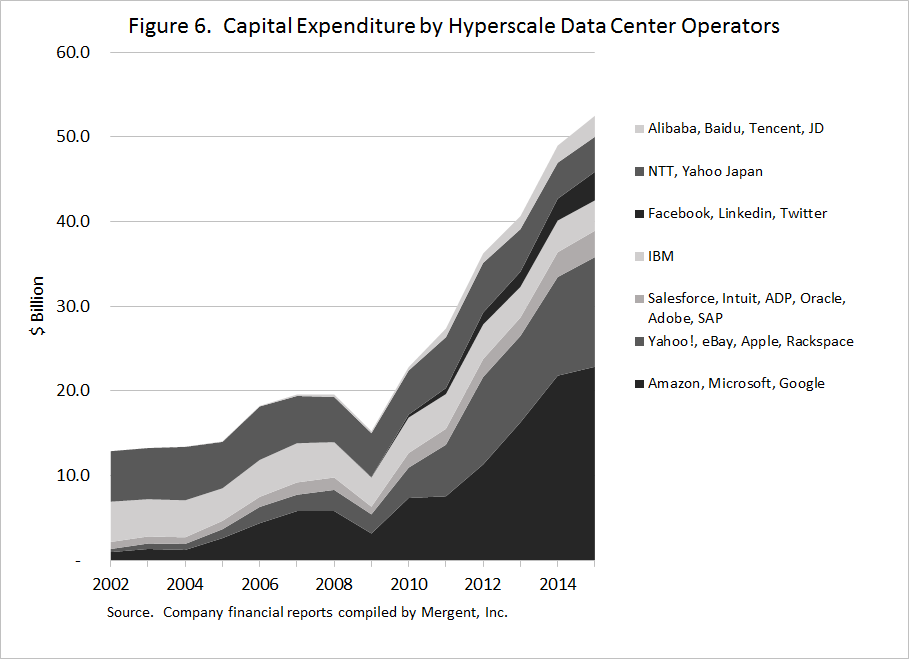 Figure 6.  Capital Expenditure by Hyperscale Data Center Operators
60.0
50.0
40.0
30.0
20.0
10.0
-
$ Billion
2002 2004 2006 2008 2010 2012 2014
Alibaba, Baidu, Tencent, JD
NTT, Yahoo Japan
Facebook, Linkedin, Twitter
IBM
Salesforce, Intuit, ADP, Oracle,
Adobe, SAP
Yahoo!, eBay, Apple, Rackspace
Amazon, Microsoft, Google
Source.  Company financial reports compiled by Mergent, Inc.